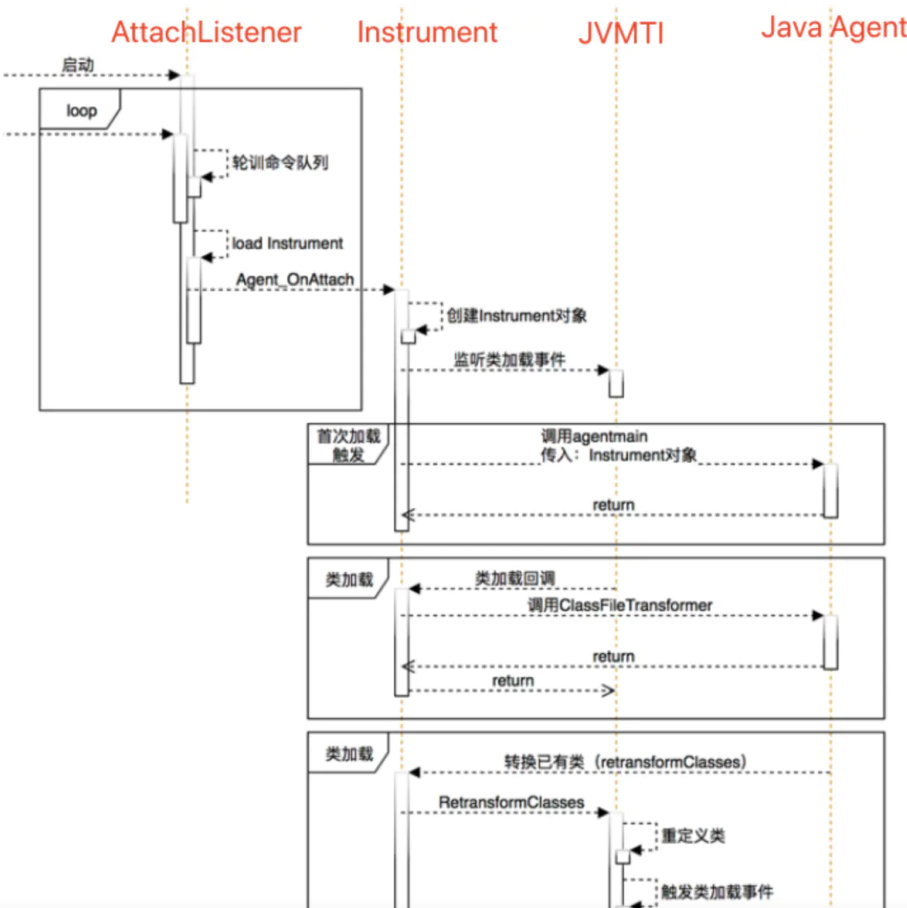 AttachListener
Instrument
JVMTI
Java Agent
启动
loop
轮训命令队列
load Instrument
Agent_OnAttach
创建Instrument对象
监听类加载事件
首次加载
触发
调用agentmain
传入：Instrument对象
return
类加载
类加载回调
调用ClassFileTransformer
return
return
类加载
转换已有类（retransformClasses）
RetransformClasses
重定义类
触发类加载事件